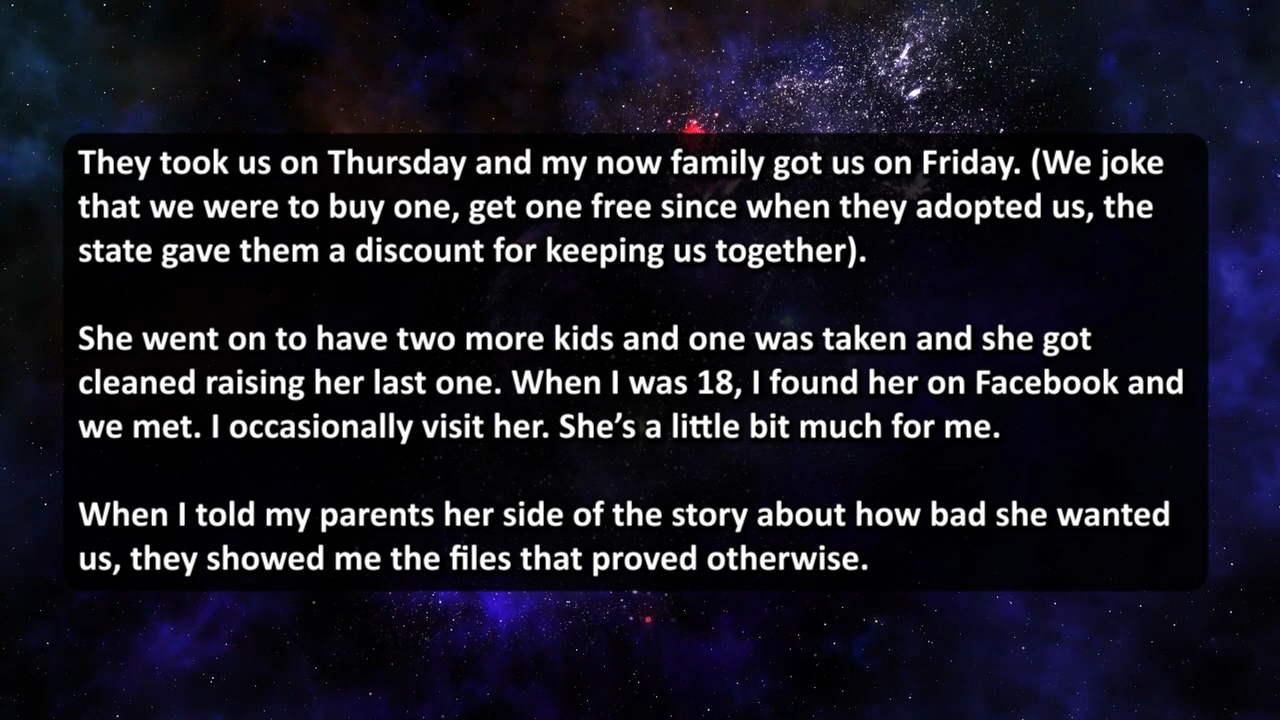 They took us on Thursday and my now family got us on Friday. (We joke
that we were to buy one, get one free since when they adopted us, the
state gave them a discount for keeping us together).
She went on to have two more kids and one was taken and she got
cleaned raising her last one. When I was 18, I found her on Facebook and
we met. I occasionally visit her. She’s a little bit much for me.
When I told my parents her side of the story about how bad she wanted
us, they showed me the files that proved otherwise.